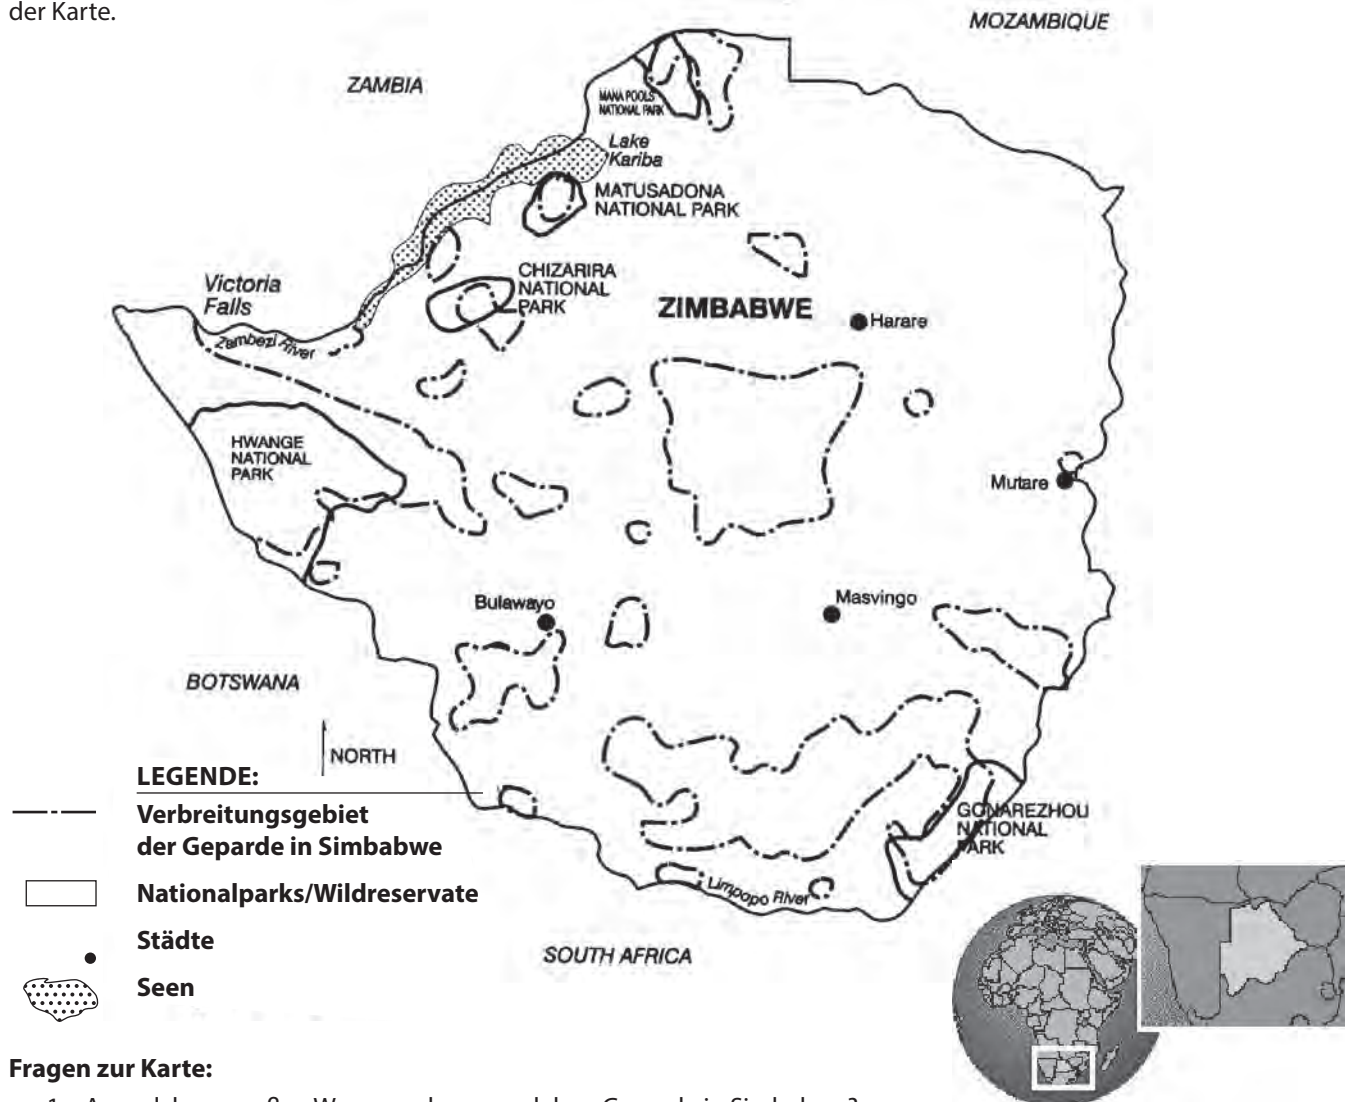 der Karte.
MOZAMBIQUE
ZAMBIA
MANA POOLS
NATIONAL PARK
Lake
Kariba
MATUSADONA
NATIONAL PARK
CHIZARIRA
NATIONAL
PARK
Victoria
Falls
ZIMBABWE
Harare
Zambezi River
HWANGE
NATIONAL
PARK
Mutare
Bulawayo
Masvingo
BOTSWANA
NORTH
GONAREZHOU
NATIONAL
PARK
Limpopo River
SOUTH AFRICA
LEGENDE:
Verbreitungsgebiet
der Geparde in Simbabwe
Nationalparks/Wildreservate
Städte
Seen
Fragen zur Karte: